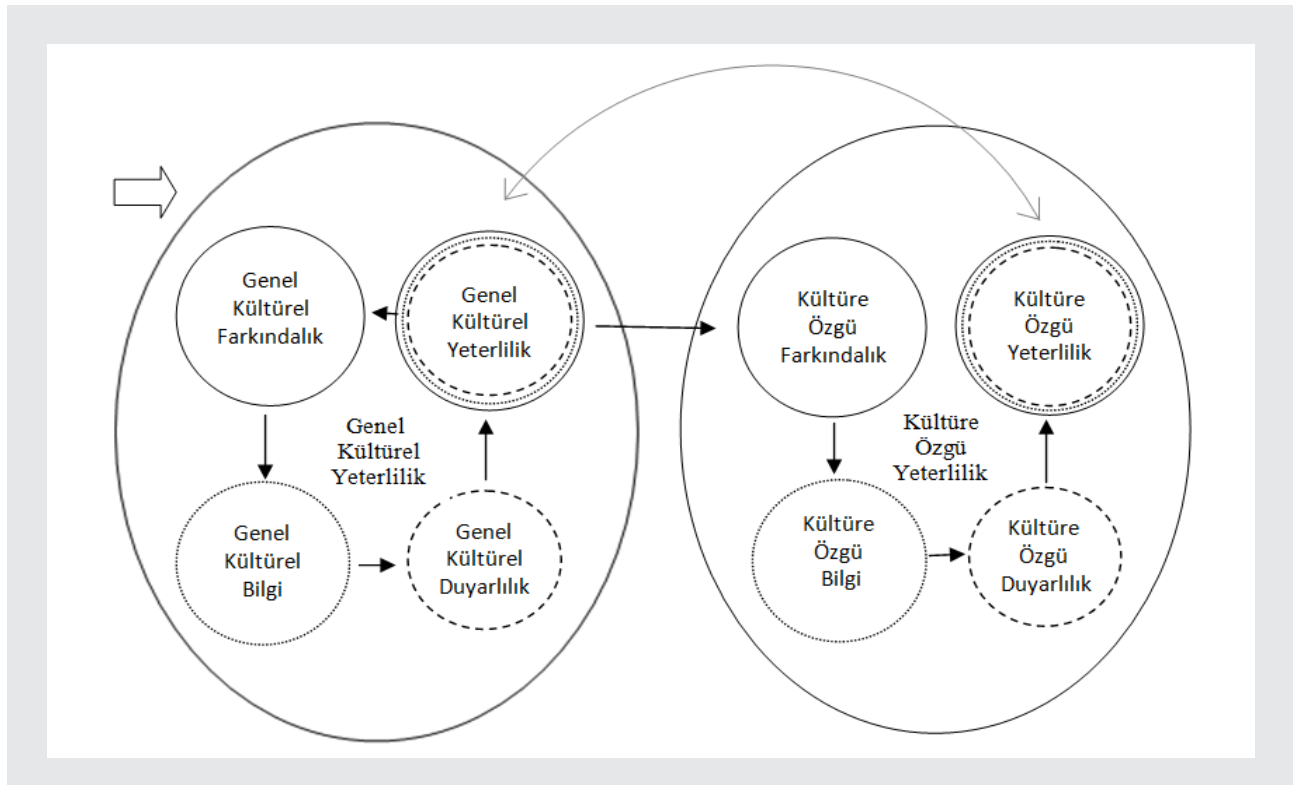 Genel
Kültürel
Farkındalık
Genel
Kültürel
Yeterlilik
Genel
Kültürel
Yeterlilik
Genel
Kültürel
Bilgi
Genel
Kültürel
Duyarlılık
Kültüre
Özgü
Farkındalık
Kültüre
Özgü
Yeterlilik
Kültüre
Özgü
Yeterlilik
Kültüre
Özgü
Bilgi
Kültüre
Özgü
Duyarlılık